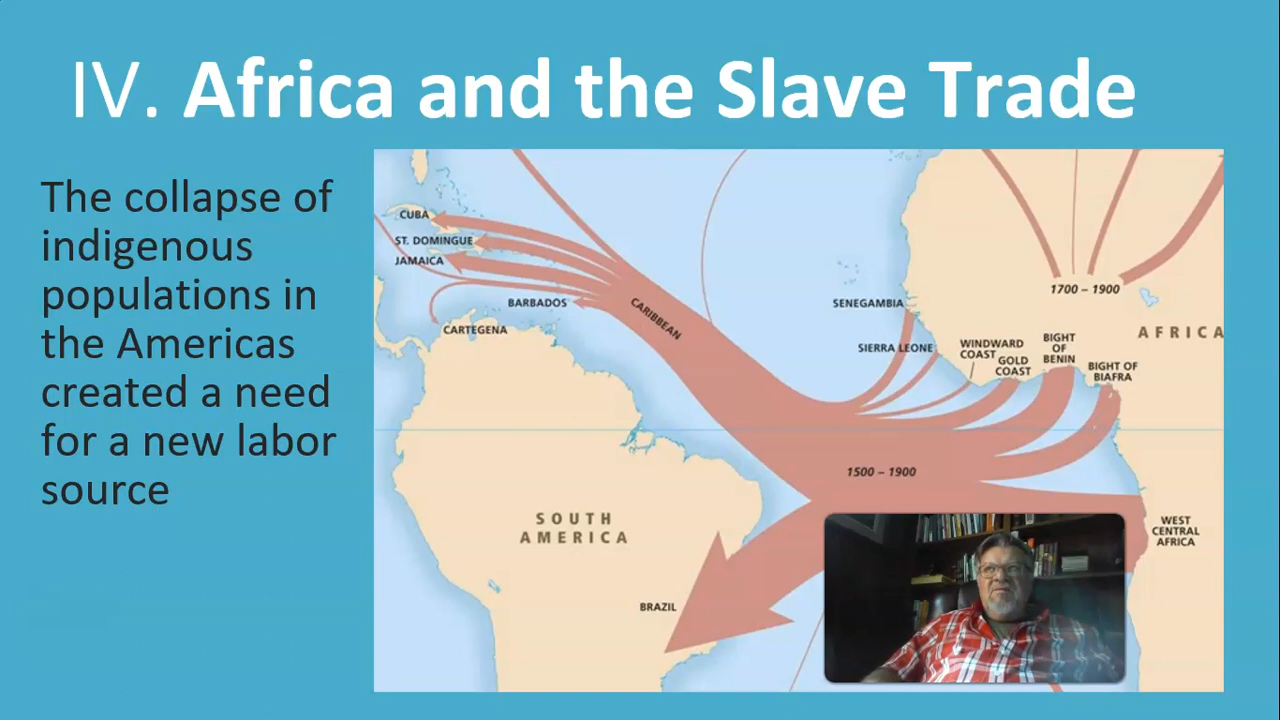 IV. Africa and the Slave Trade
The collapse of
indigenous
populations in
the Americas
created a need
for a new labor
source
CUBA
ST. DOMINGUE
JAMAICA
BARBADOS
CARTEGENA
CARIBBEAN
SENEGAMBIA
SIERRA LEONE
WINDWARD
COAST
GOLD
COAST
BIGHT
OF
BENIN
BIGHT OF
BIAFRA
1700 – 1900
AFRICA
1500 – 1900
SOUTH
AMERICA
BRAZIL
WEST
CENTRAL
AFRICA